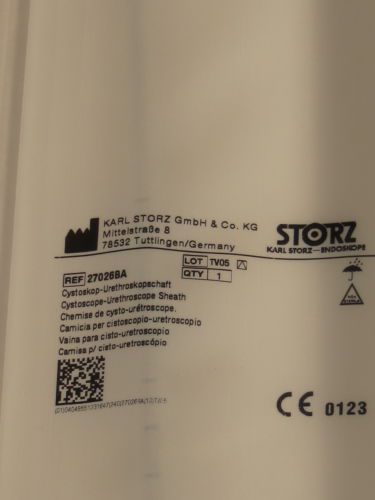 KARL STORZ GmbH & Co. KG
Mittelstraße 8
78532 Tuttlingen/Germany
STORZ
KARL STORZ—ENDOSKOPE
LOT TV05
QTY 1
REF 27026BA
Cystoskop-Urethroskopschaft
Cystoscope-Urethroscope Sheath
Chemise de cysto-urétroscope.
Camicia per cistoscopio-uretroscopio
Vaina para cisto-uretroscopio
Camisa p/ cisto-uretroscópio
CE 0123